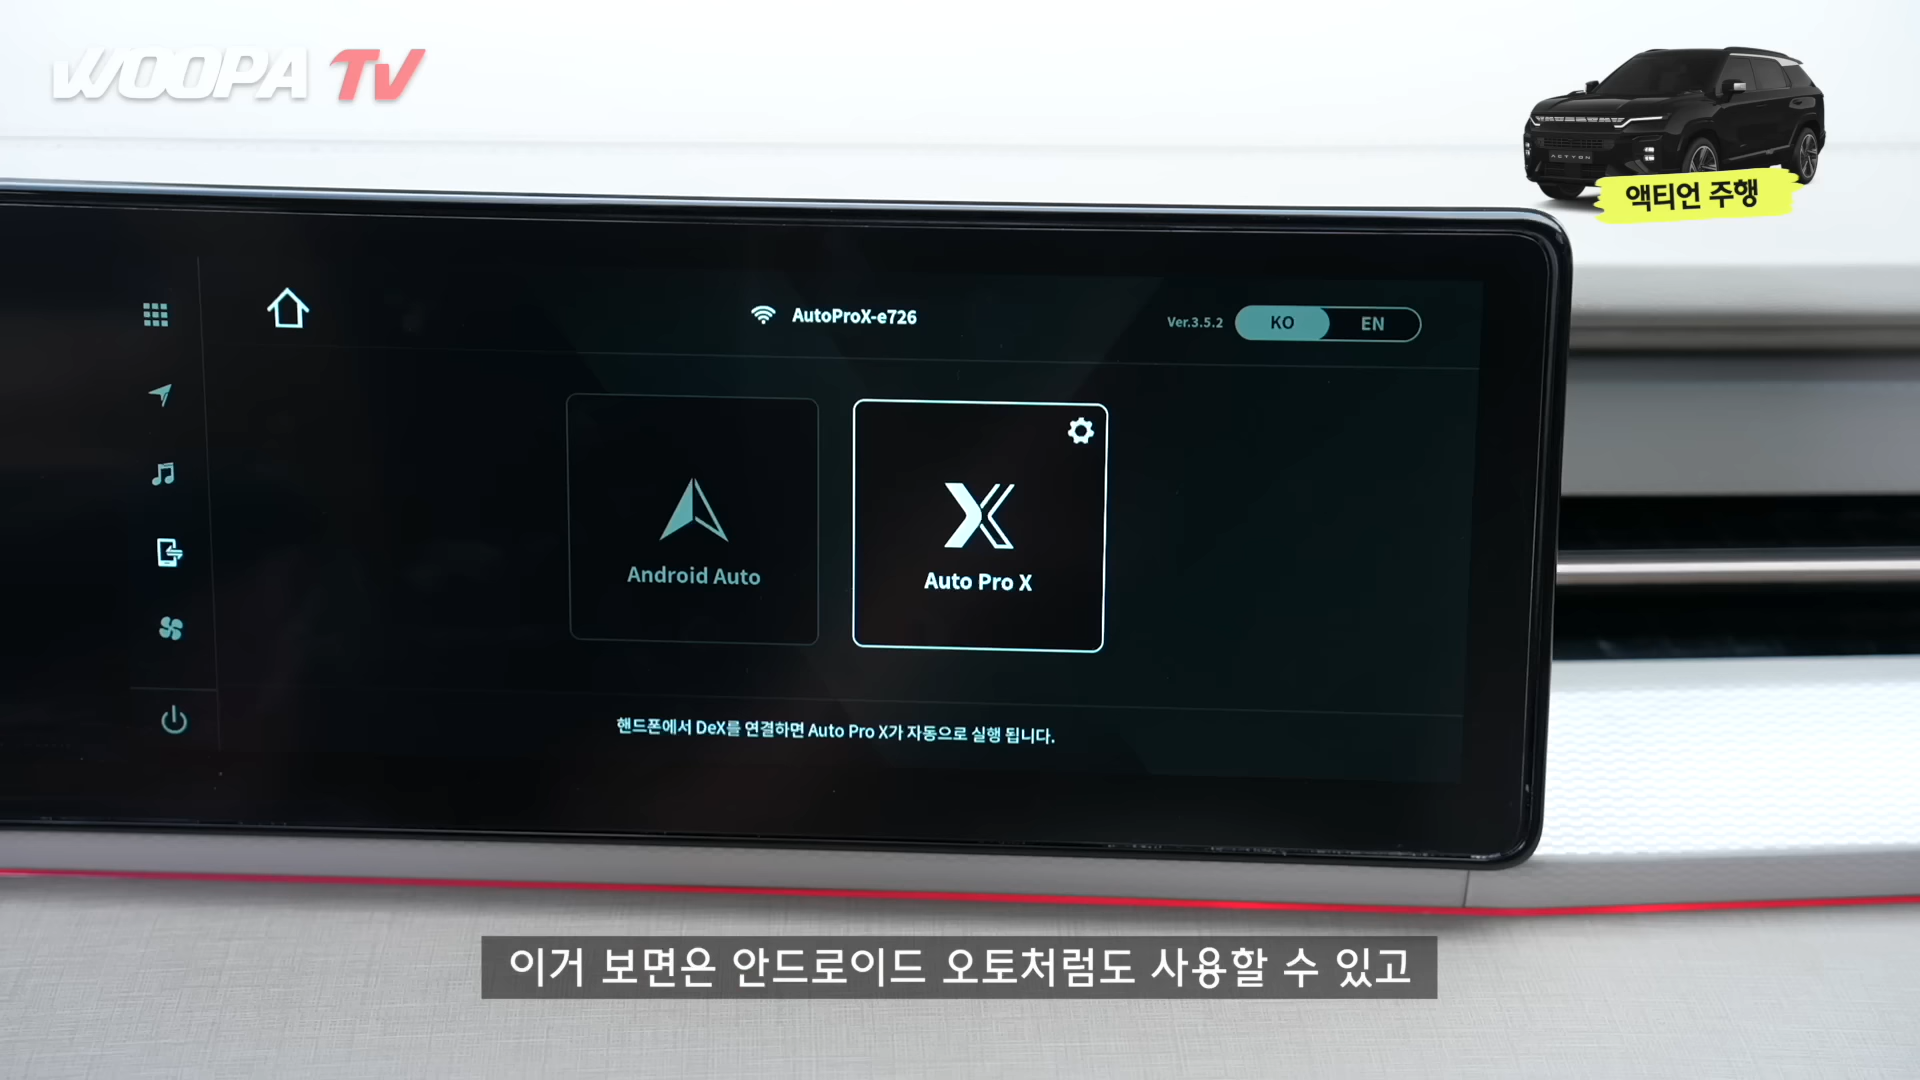 WOOPA TV
ACTYON
액티언 주행
AutoProX-e726
Ver.3.5.2
KO
EN
Android Auto
Auto Pro X
핸드폰에서 DeX를 연결하면 Auto Pro X가 자동으로 실행 됩니다.
이거 보면은 안드로이드 오토처럼도 사용할 수 있고